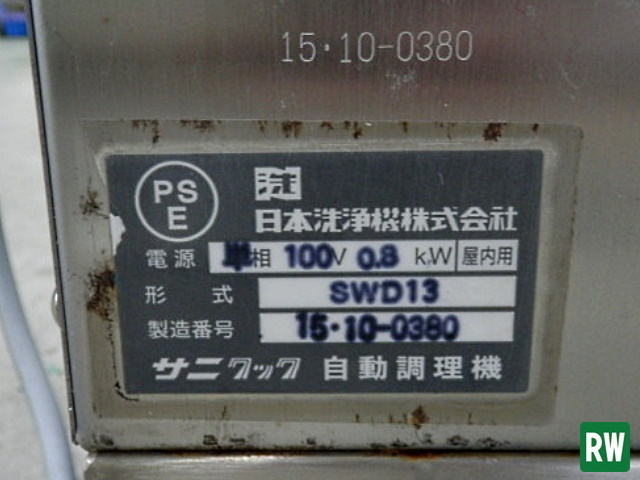 15・10-0380
PS
E
日本洗浄機株式会社
電源 単相 100V 0.8 k.W 屋内用
形式 SWD13
製造番号 15・10-0380
サニクック 自動調理機
RW